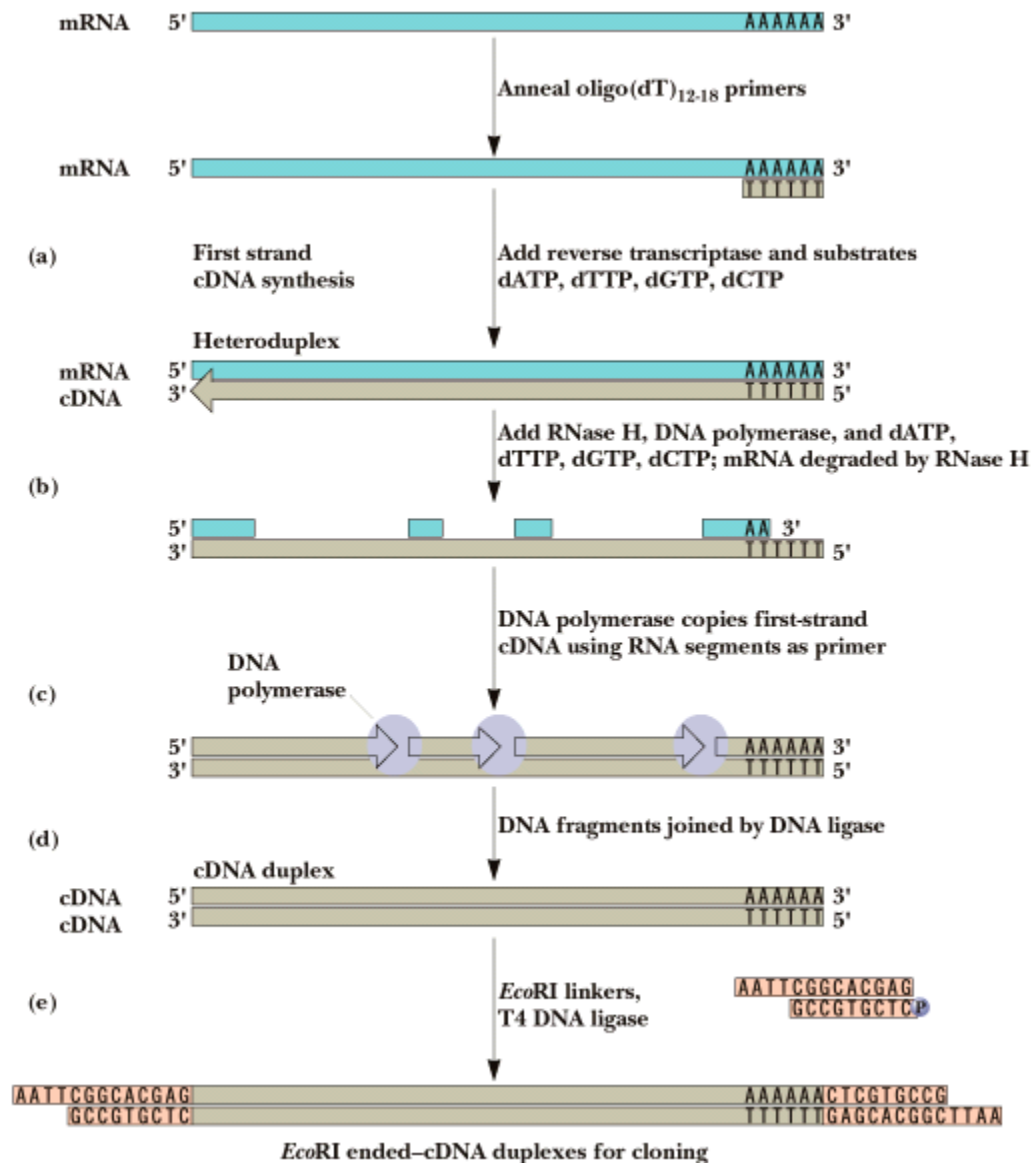 mRNA 5' AAAAAA 3'
Anneal oligo(dT)12-18 primers
mRNA 5' AAAAAA 3'
TTTTTT
(a)
First strand
cDNA synthesis
Add reverse transcriptase and substrates
dATP, dTTP, dGTP, dCTP
Heteroduplex
mRNA 5' AAAAAA 3'
cDNA 3' TTTTTT 5'
Add RNase H, DNA polymerase, and dATP,
dTTP, dGTP, dCTP; mRNA degraded by RNase H
(b)
5' AA 3'
3' TTTTTT 5'
DNA polymerase copies first-strand
cDNA using RNA segments as primer
DNA
polymerase
(c)
5' AAAAAA 3'
3' TTTTTT 5'
DNA fragments joined by DNA ligase
(d)
cDNA duplex
cDNA 5' AAAAAA 3'
cDNA 3' TTTTTT 5'
(e)
EcoRI linkers,
T4 DNA ligase
AATTCGGCACGAG
GCCGTGCTC P
AATTCGGCACGAG AAAAAA CTCGTGCCG
GCCGTGCTC TTTTTT GAGCACGGCTTAA
EcoRI ended–cDNA duplexes for cloning